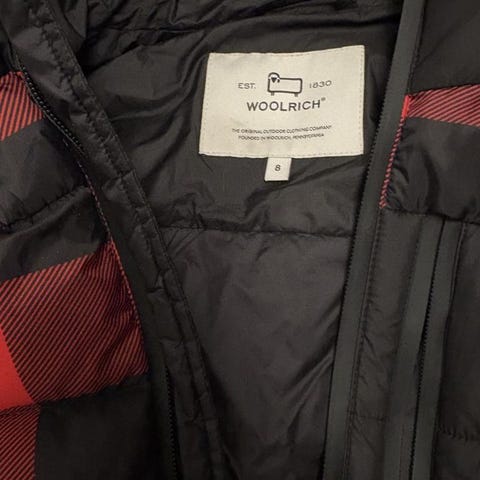 EST. 1830
WOOLRICH®
THE ORIGINAL OUTDOOR CLOTHING COMPANY
FOUNDED IN WOOLRICH, PENNSYLVANIA
8